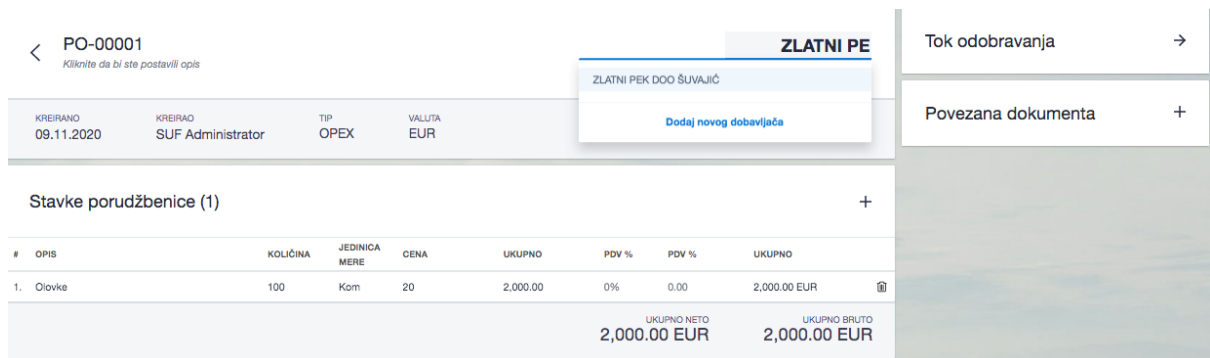 PO-00001
Kliknite da bi ste postavili opis
ZLATNI PE
ZLATNI PEK DOO ŠUVAJIĆ
Dodaj novog dobavljača
KREIRANO KREIRAO TIP VALUTA
09.11.2020 SUF Administrator OPEX EUR
Stavke porudžbenice (1)
# OPIS KOLIČINA JEDINICA MERE CENA UKUPNO PDV % PDV % UKUPNO
1. Olovke 100 Kom 20 2,000.00 0% 0.00 2,000.00 EUR
UKUPNO NETO UKUPNO BRUTO
2,000.00 EUR 2,000.00 EUR
Tok odobravanja
Povezana dokumenta